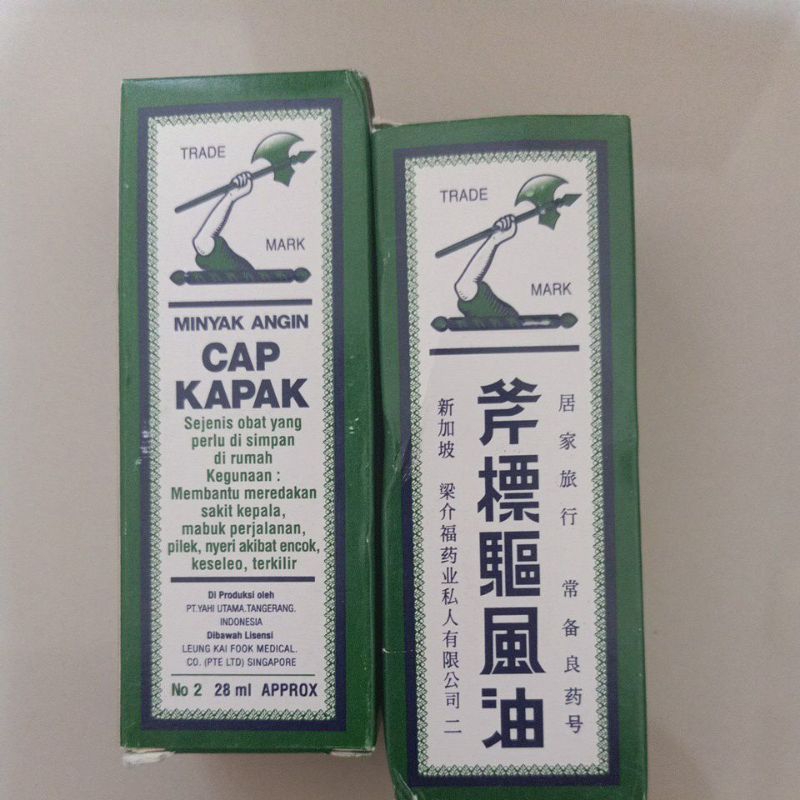 TRADE
MARK
MINYAK ANGIN
CAP
KAPAK
Sejenis obat yang
perlu di simpan
di rumah
Kegunaan :
Membantu meredakan
sakit kepala,
mabuk perjalanan,
pilek, nyeri akibat encok,
keseleo, terkilir
Di Produksi oleh
PT.YAHI UTAMA.TANGERANG.
INDONESIA
Dibawah Lisensi
LEUNG KAI FOOK MEDICAL.
CO. (PTE LTD) SINGAPORE
No 2 28 ml APPROX
TRADE
MARK
居家旅行 常备良药号
斧標驅風油
新加坡 梁介福药业私人有限公司 二